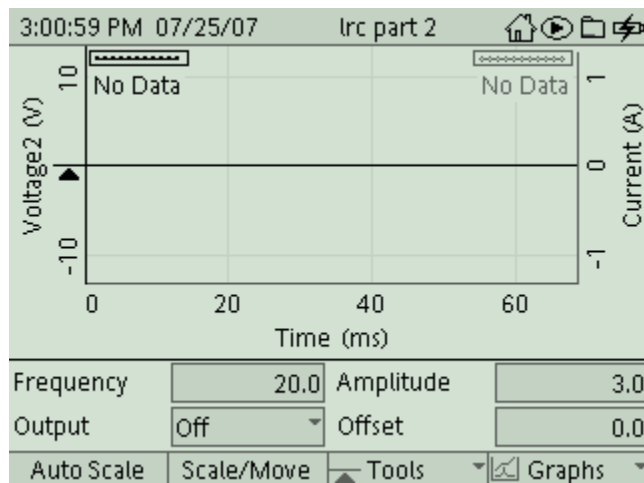 3:00:59 PM 07/25/07 lrc part 2
No Data No Data
Voltage2 (V)
10
-10
1
0
-1
Current (A)
0 20 40 60
Time (ms)
Frequency 20.0 Amplitude 3.0
Output Off Offset 0.0
Auto Scale Scale/Move Tools Graphs